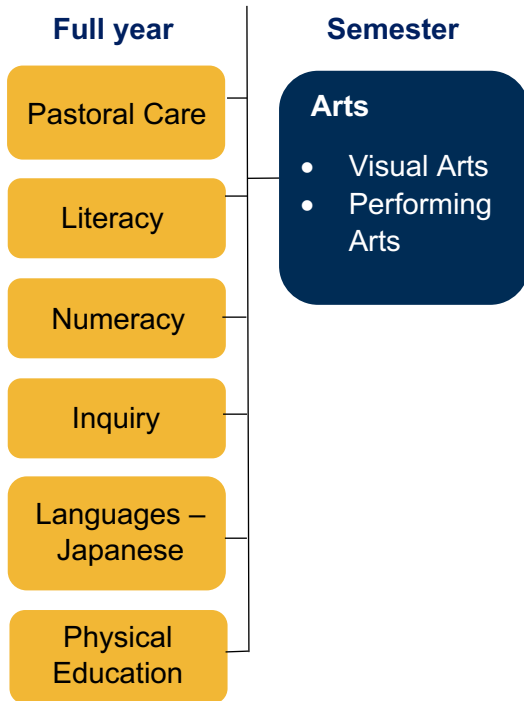 Full year
Pastoral Care
Literacy
Numeracy
Inquiry
Languages –
Japanese
Physical
Education
Semester
Arts
• Visual Arts
• Performing
Arts